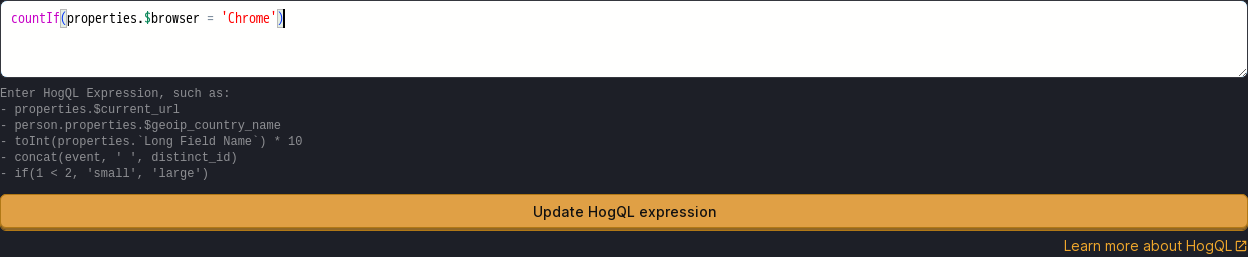 countIf(properties.$browser = 'Chrome')
Enter HogQL Expression, such as:
- properties.$current_url
- person.properties.$geoip_country_name
- toInt(properties.`Long Field Name`) * 10
- concat(event, ' ', distinct_id)
- if(1 < 2, 'small', 'large')
Update HogQL expression
Learn more about HogQL